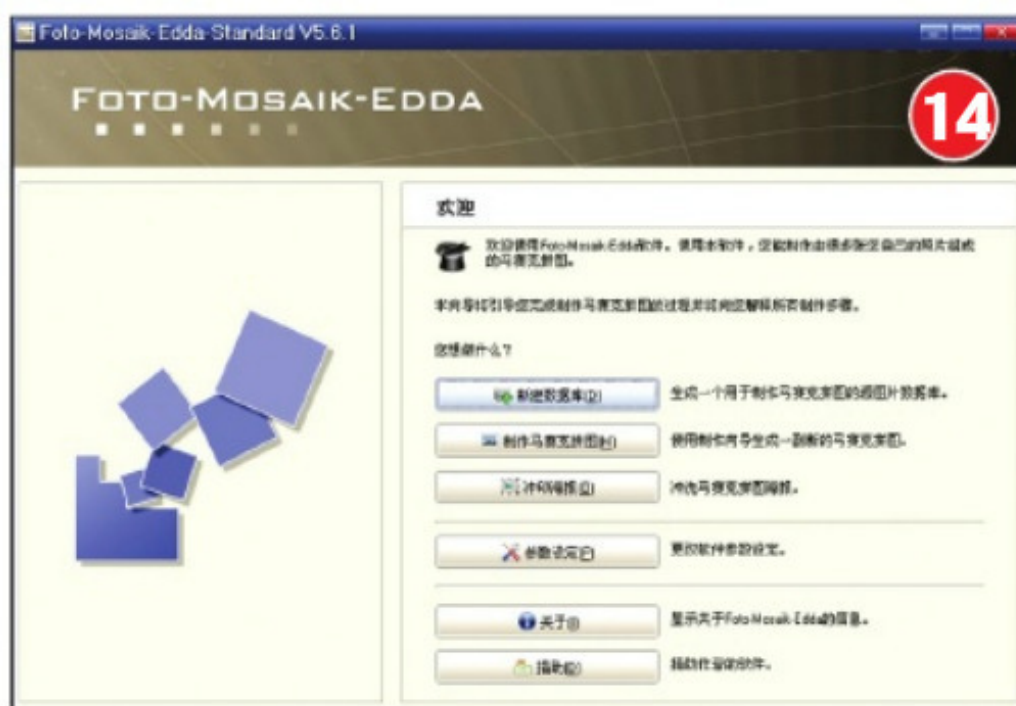 Foto-Mosaik-Edda-Standard V5.6.1
FOTO-MOSAIK-EDDA
14
欢迎
欢迎使用Foto-Mosaik-Edda软件。使用本软件，您能制作由很多张您自己的照片组成
的马赛克拼图。
本向导将引导您完成制作马赛克拼图的过程并将向您解释所有制作步骤。
您想做什么?
新建数据库(D) 生成一个用于制作马赛克拼图的源图片数据库。
制作马赛克拼图 使用制作向导生成一副新的马赛克拼图。
冲印海报(O) 冲洗马赛克拼图海报。
参数设定(P) 更改软件参数设定。
关于(I) 显示关于Foto-Mosaik-Edda的信息。
捐助 捐助作者的软件。